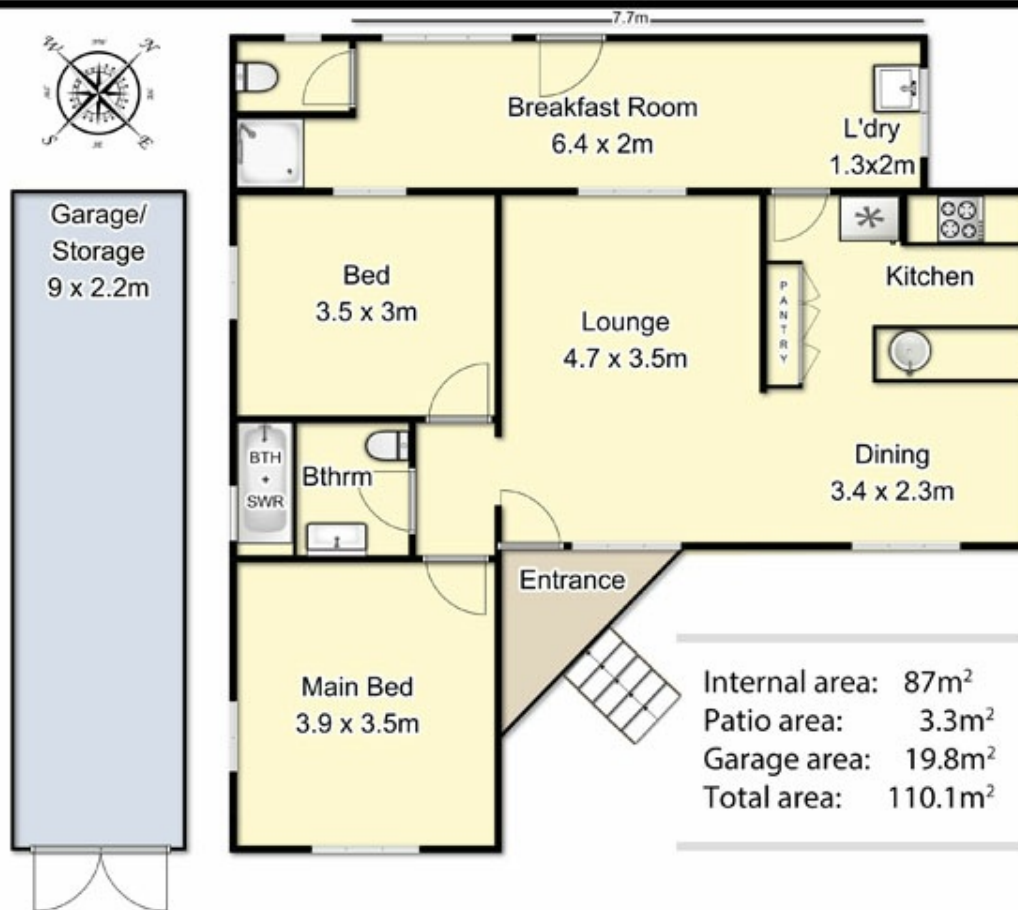 7.7m
W
N
S
E
Breakfast Room
6.4 x 2m
L'dry
1.3x2m
Garage/
Storage
9 x 2.2m
Bed
3.5 x 3m
Lounge
4.7 x 3.5m
PANTRY
Kitchen
BTH
+
SWR
Bthrm
Dining
3.4 x 2.3m
Entrance
Main Bed
3.9 x 3.5m
Internal area: 87m²
Patio area: 3.3m²
Garage area: 19.8m²
Total area: 110.1m²